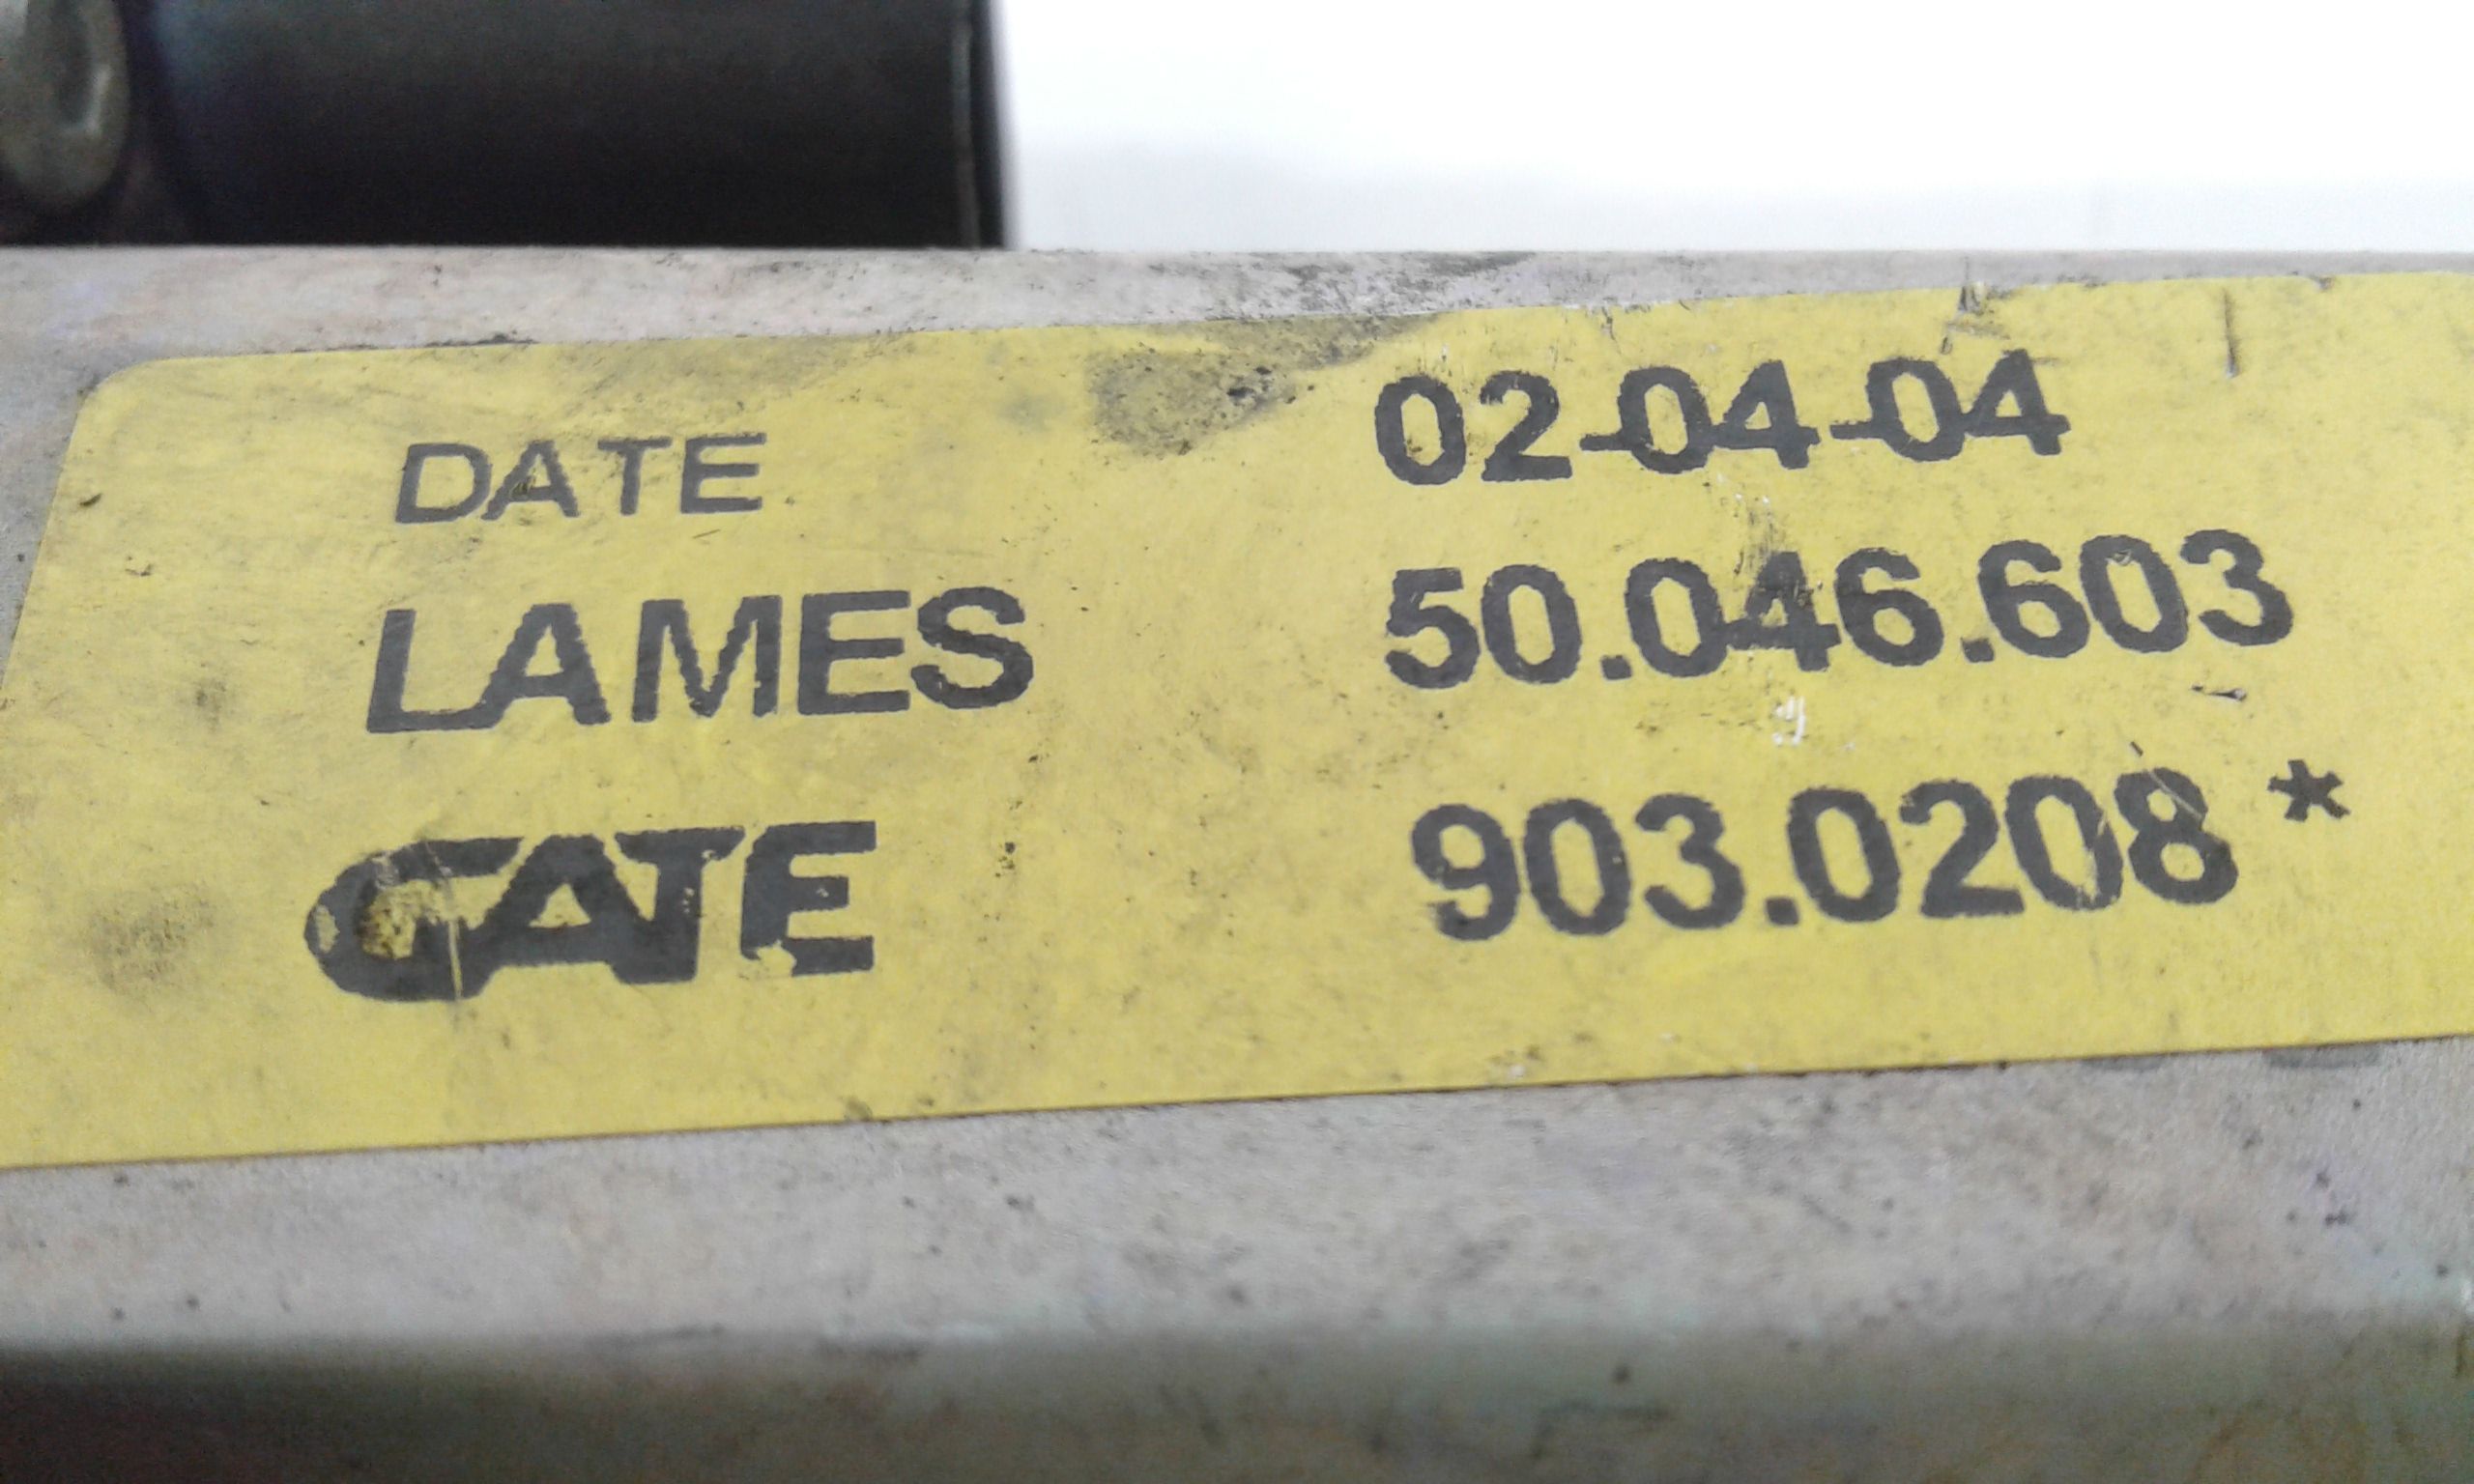 DATE 02-04-04
LAMES 50.046.603
GATE 903.0208 *